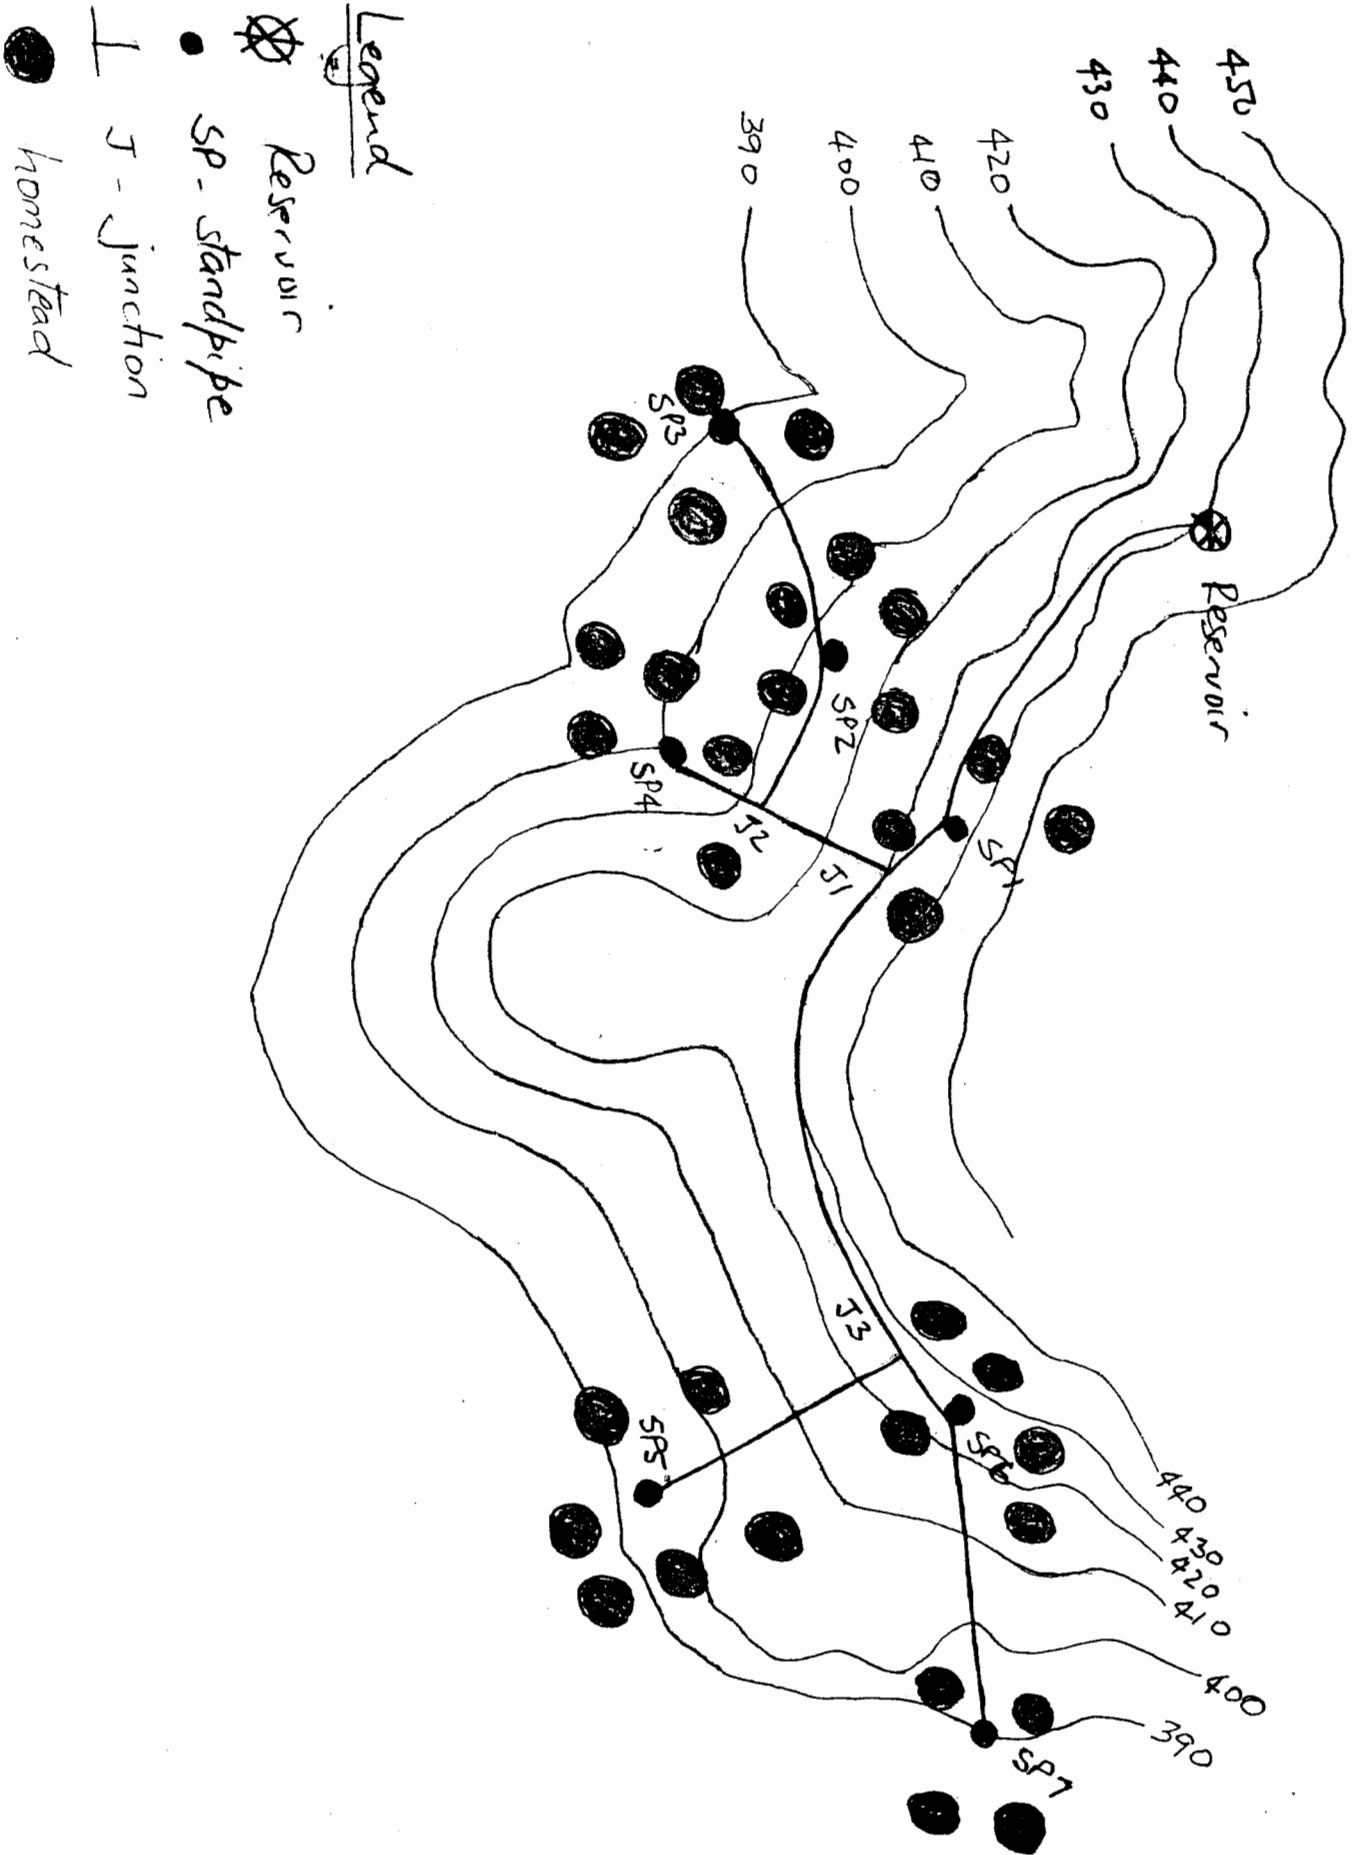 450
440
430
420
410
400
390
Reservoir
SP3
SP2
SP4
J2
J1
SP1
J3
SP5
SP6
SP7
440
430
420
410
400
390
Legend
Reservoir
SP - standpipe
J - junction
homestead